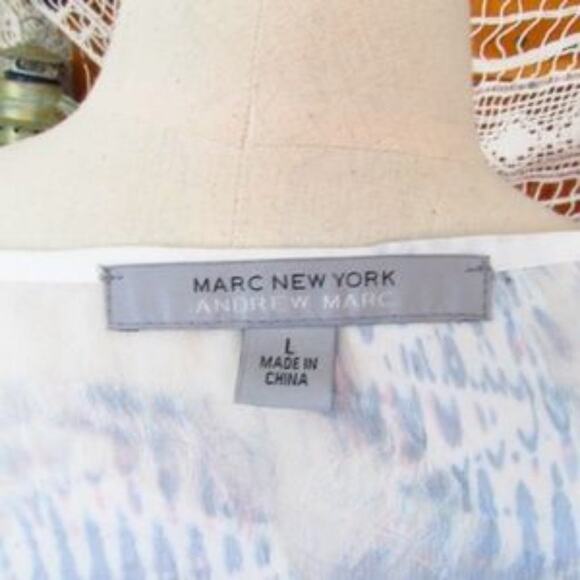 MARC NEW YORK
ANDREW MARC
L
MADE IN
CHINA